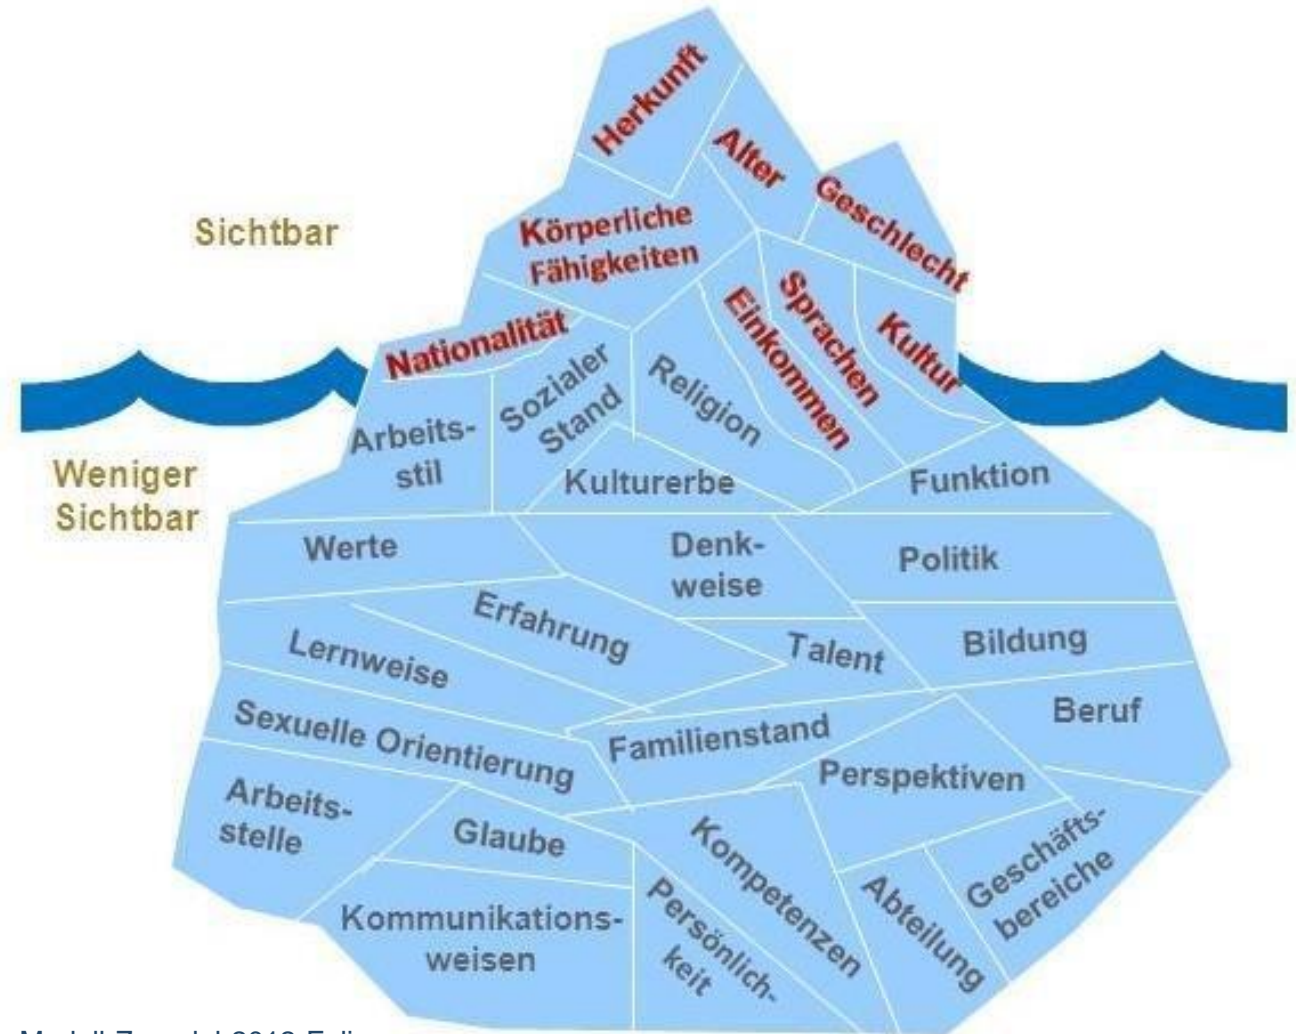 Herkunft
Alter
Geschlecht
Sichtbar
Körperliche
Fähigkeiten
Sprachen
Einkommen
Kultur
Nationalität
Sozialer
Stand
Religion
Arbeits-
stil
Weniger
Sichtbar
Kulturerbe
Funktion
Werte
Denk-
weise
Politik
Erfahrung
Lernweise
Talent
Bildung
Sexuelle Orientierung
Familienstand
Beruf
Perspektiven
Arbeits-
stelle
Glaube
Kompetenzen
Geschäfts-
bereiche
Abteilung
Kommunikations-
weisen
Persönlich-
keit